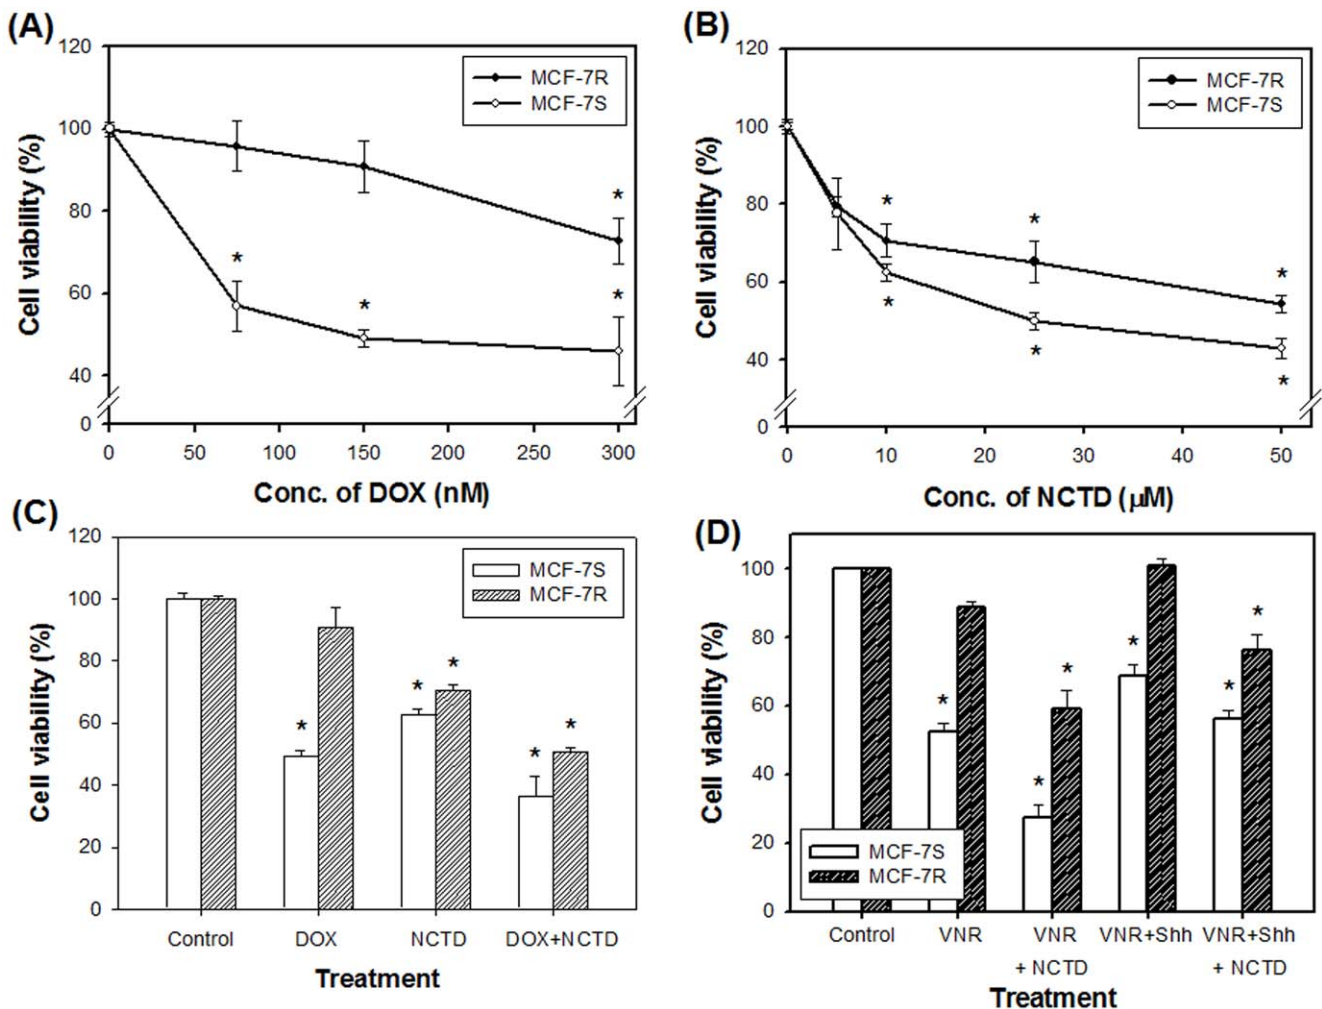 (A)
120
100
80
60
40
0
Cell viability (%)
MCF-7R
MCF-7S
*
*
*
*
0 50 100 150 200 250 300
Conc. of DOX (nM)
(B)
120
100
80
60
40
0
Cell viability (%)
MCF-7R
MCF-7S
*
*
*
*
*
*
0 10 20 30 40 50
Conc. of NCTD (μM)
(C)
120
100
80
60
40
20
0
Cell viability (%)
MCF-7S
MCF-7R
*
*
*
*
*
Control DOX NCTD DOX+NCTD
Treatment
(D)
100
80
60
40
20
0
Cell viability (%)
*
*
*
*
*
*
MCF-7S
MCF-7R
Control VNR VNR VNR+Shh VNR+Shh
+ NCTD + NCTD
Treatment